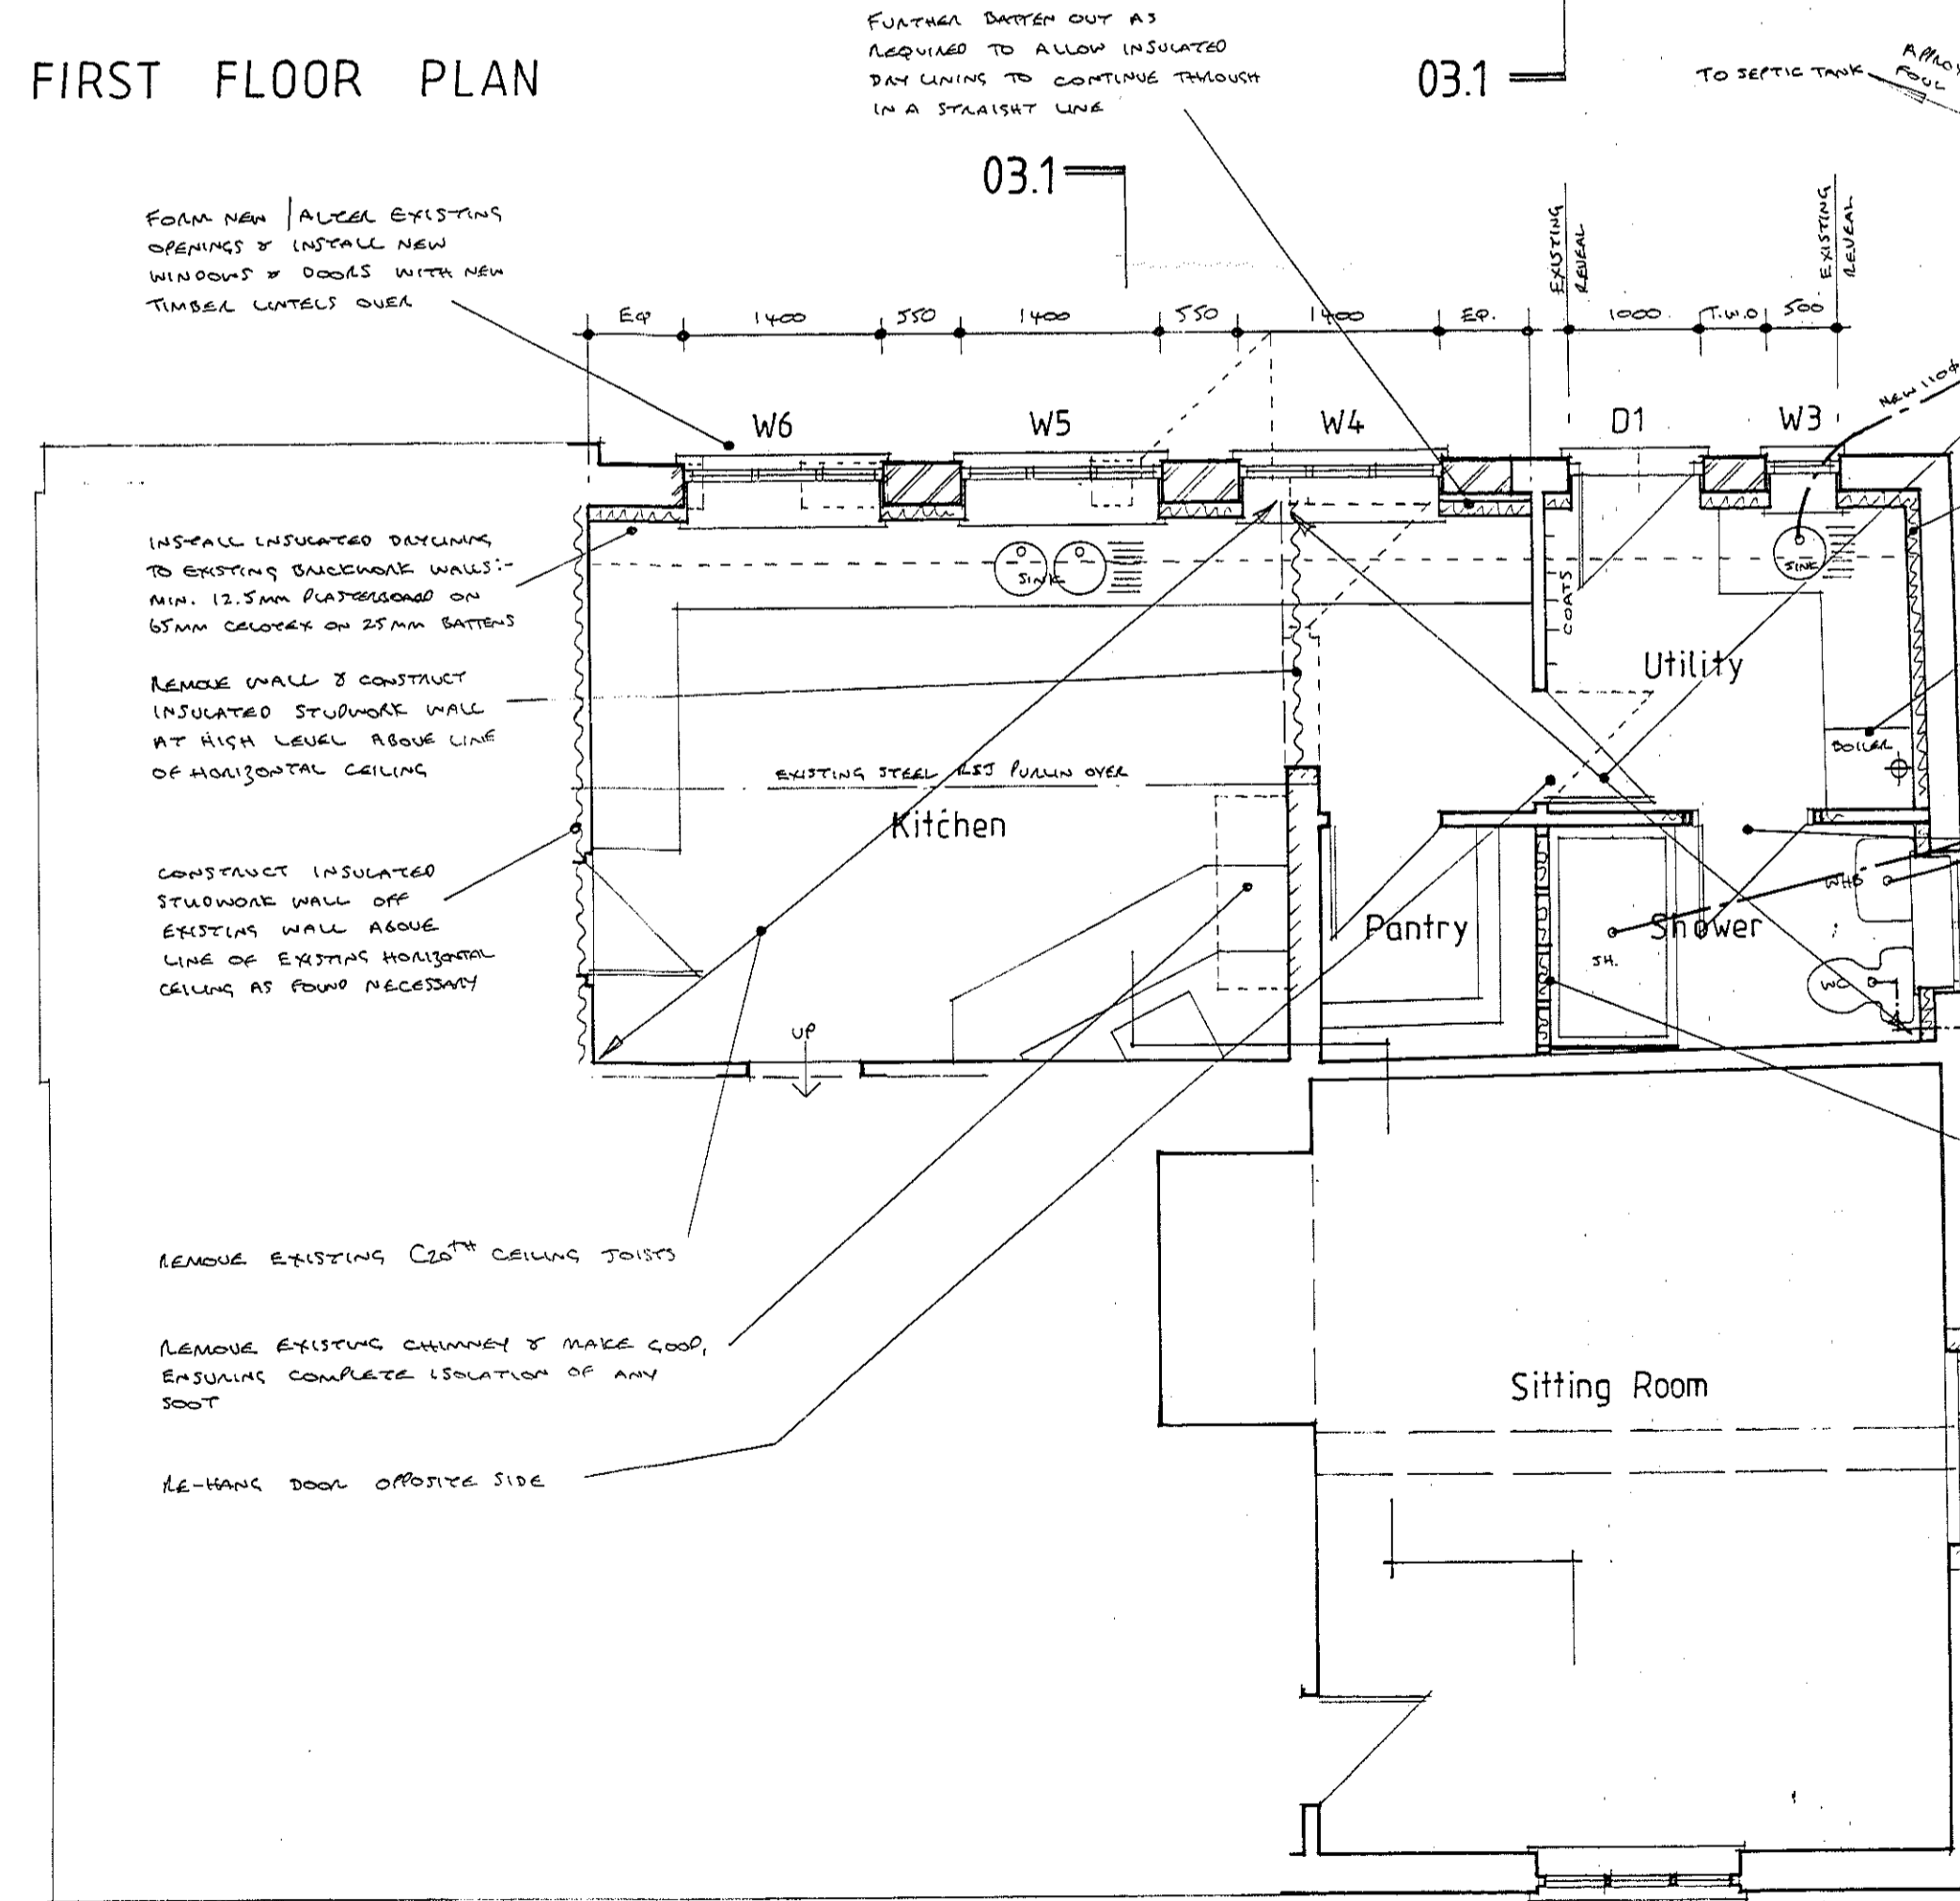 FIRST FLOOR PLAN
FURTHER BATTEN OUT AS
REQUIRED TO ALLOW INSULATED
DRY LINING TO CONTINUE THROUGH
IN A STRAIGHT LINE
03.1
TO SEPTIC TANK
FOUL
03.1
FORM NEW / ALTER EXISTING
OPENINGS & INSTALL NEW
WINDOWS & DOORS WITH NEW
TIMBER LINTELS OVER
EXISTING
REVEAL
EXISTING
REVEAL
EQ 1400 550 1400 550 1400 EQ. 1000 T.W.O 500
NEW 110φ
W6 W5 W4 D1 W3
INSTALL INSULATED DRYLINING
TO EXISTING BRICKWORK WALLS:-
MIN. 12.5MM PLASTERBOARD ON
65MM CELOTEX ON 25MM BATTENS
SINK
COATS
SINK
Utility
REMOVE WALL & CONSTRUCT
INSULATED STUDWORK WALL
AT HIGH LEVEL ABOVE LINE
OF HORIZONTAL CEILING
BOILER
EXISTING STEEL RSJ PURLIN OVER
Kitchen
CONSTRUCT INSULATED
STUDWORK WALL OFF
EXISTING WALL ABOVE
LINE OF EXISTING HORIZONTAL
CEILING AS FOUND NECESSARY
WHB
Pantry
Shower
SH.
WC
UP
REMOVE EXISTING C20TH CEILING JOISTS
REMOVE EXISTING CHIMNEY & MAKE GOOD,
ENSURING COMPLETE ISOLATION OF ANY
SOOT
Sitting Room
RE-HANG DOOR OPPOSITE SIDE